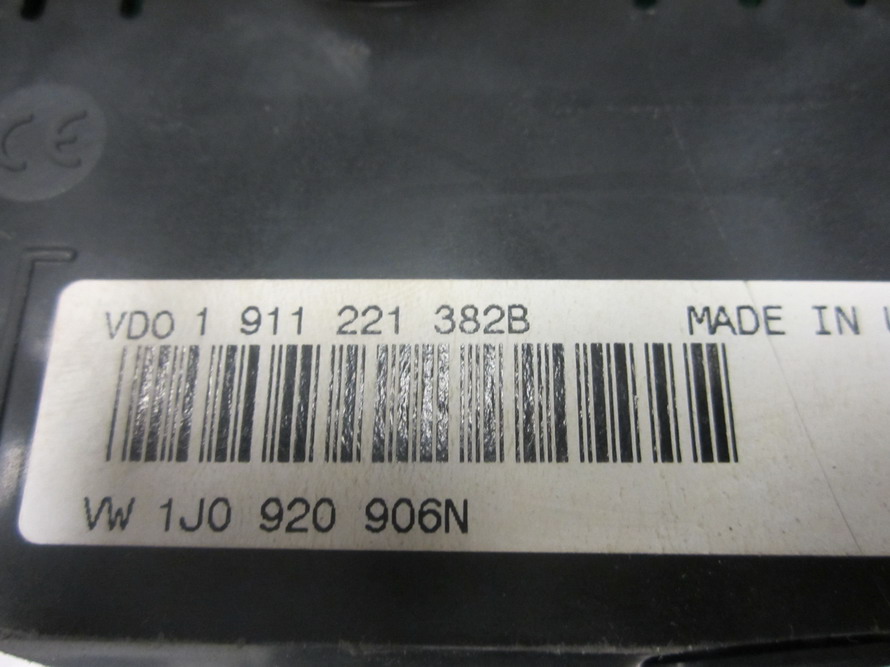 CE
VDO 1 911 221 382B MADE IN
VW 1J0 920 906N